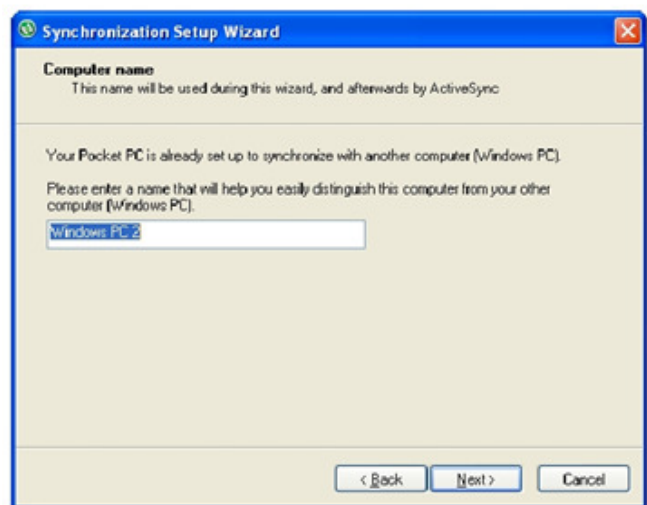 Synchronization Setup Wizard
Computer name
This name will be used during this wizard, and afterwards by ActiveSync
Your Pocket PC is already set up to synchronize with another computer (Windows PC).
Please enter a name that will help you easily distinguish this computer from your other
computer (Windows PC).
Windows PC 2
< Back Next > Cancel